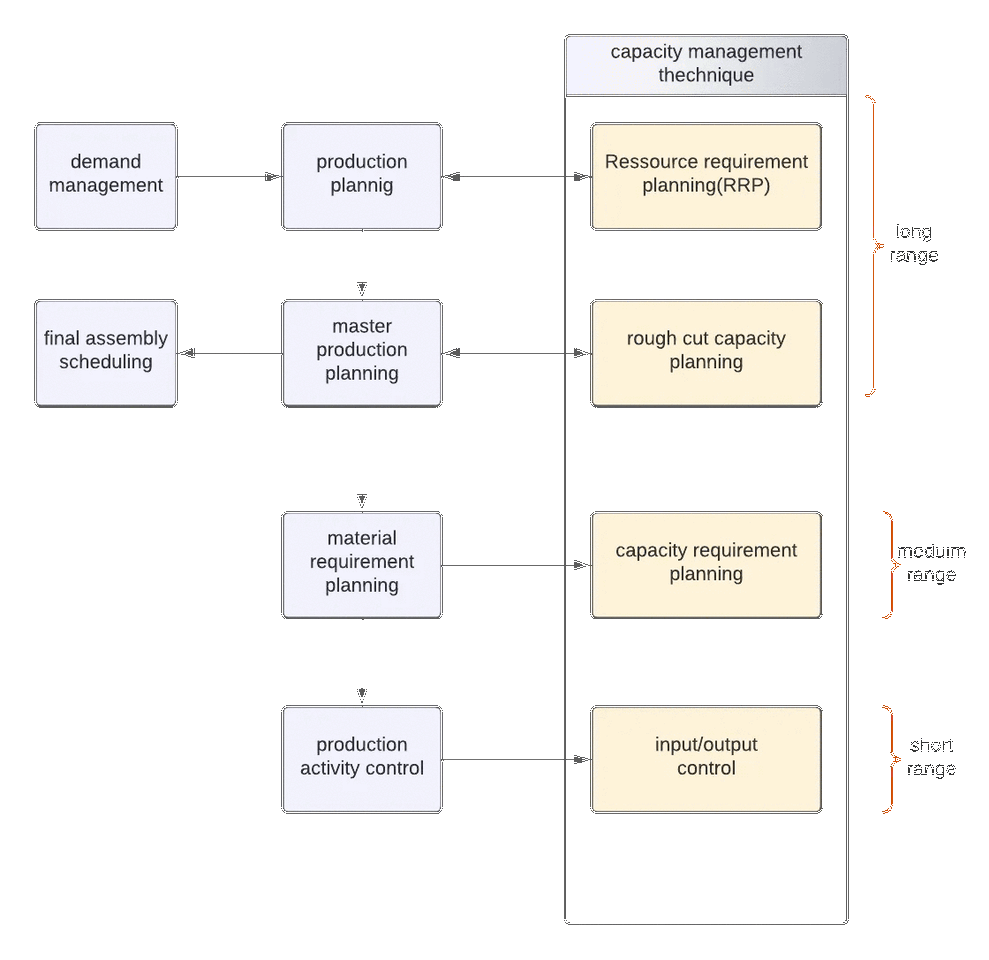 capacity management
thechnique
demand
management
production
plannig
Ressource requirement
planning(RRP)
long
range
final assembly
scheduling
master
production
planning
rough cut capacity
planning
material
requirement
planning
capacity requirement
planning
moduim
range
production
activity control
input/output
control
short
range